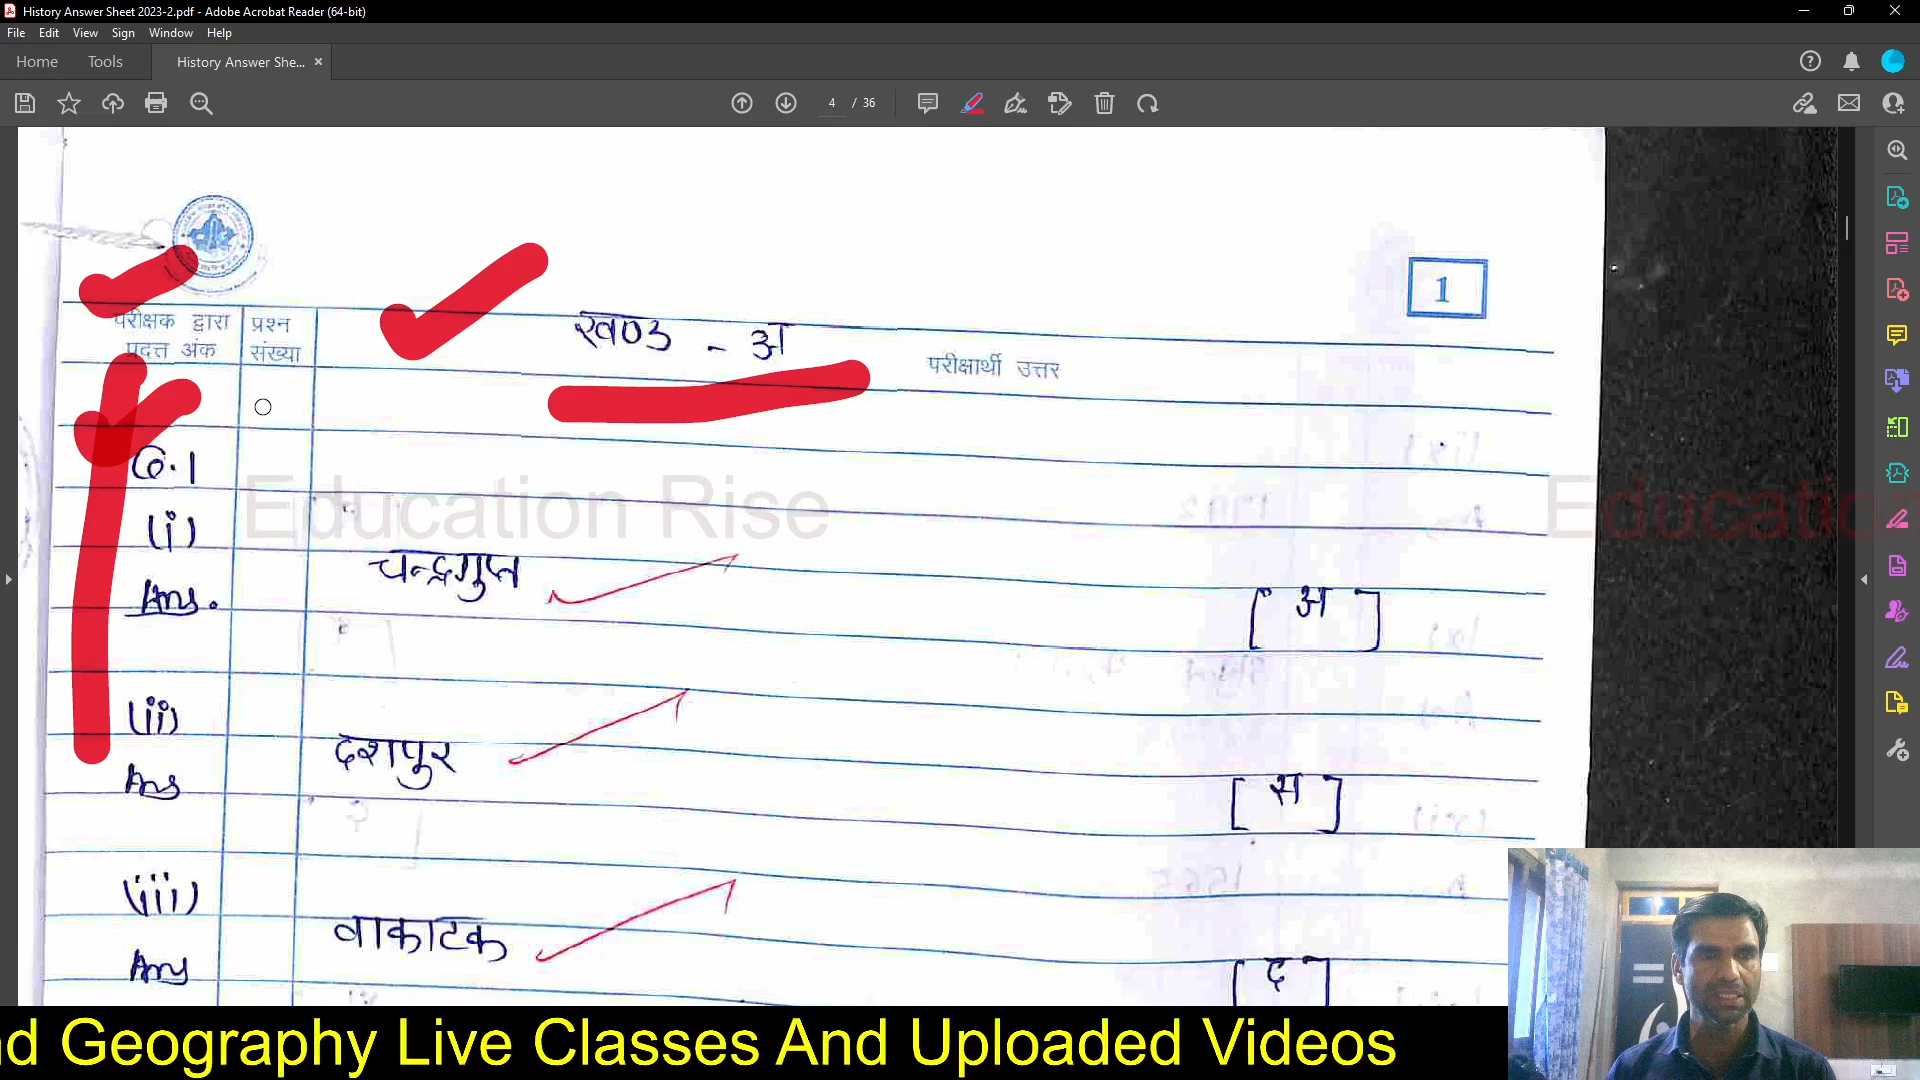 History Answer Sheet 2023-2.pdf - Adobe Acrobat Reader (64-bit)
File Edit View Sign Window Help
Home Tools History Answer She... ×
4 / 36
1
परीक्षक द्वारा प्रदत्त अंक
प्रश्न संख्या
खण्ड - अ
परीक्षार्थी उत्तर
Q.1
Education Rise
Educatio
(i)
Ans. चन्द्रगुप्त [ अ ]
(ii)
Ans दशपुर [ स ]
(iii)
Ans वाकाटक [ द ]
nd Geography Live Classes And Uploaded Videos